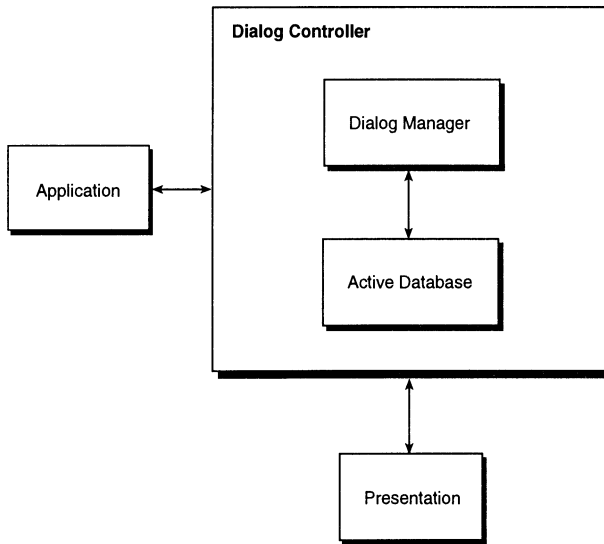 Dialog Controller
Dialog Manager
Application
Active Database
Presentation